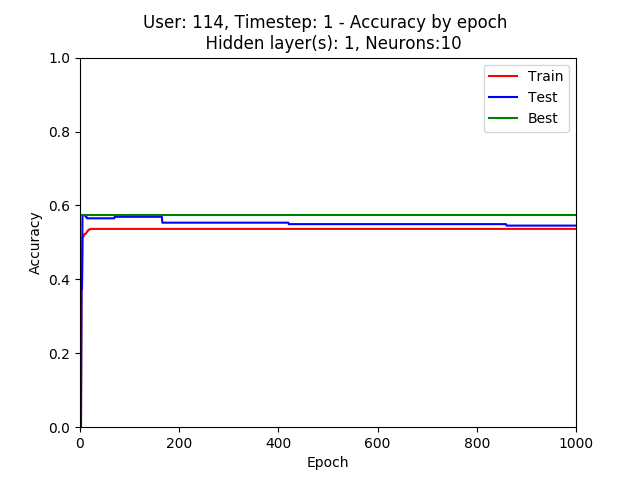 User: 114, Timestep: 1 - Accuracy by epoch
Hidden layer(s): 1, Neurons:10
1.0
0.8
0.6
0.4
0.2
0.0
Accuracy
Train
Test
Best
0
200
400
600
800
1000
Epoch